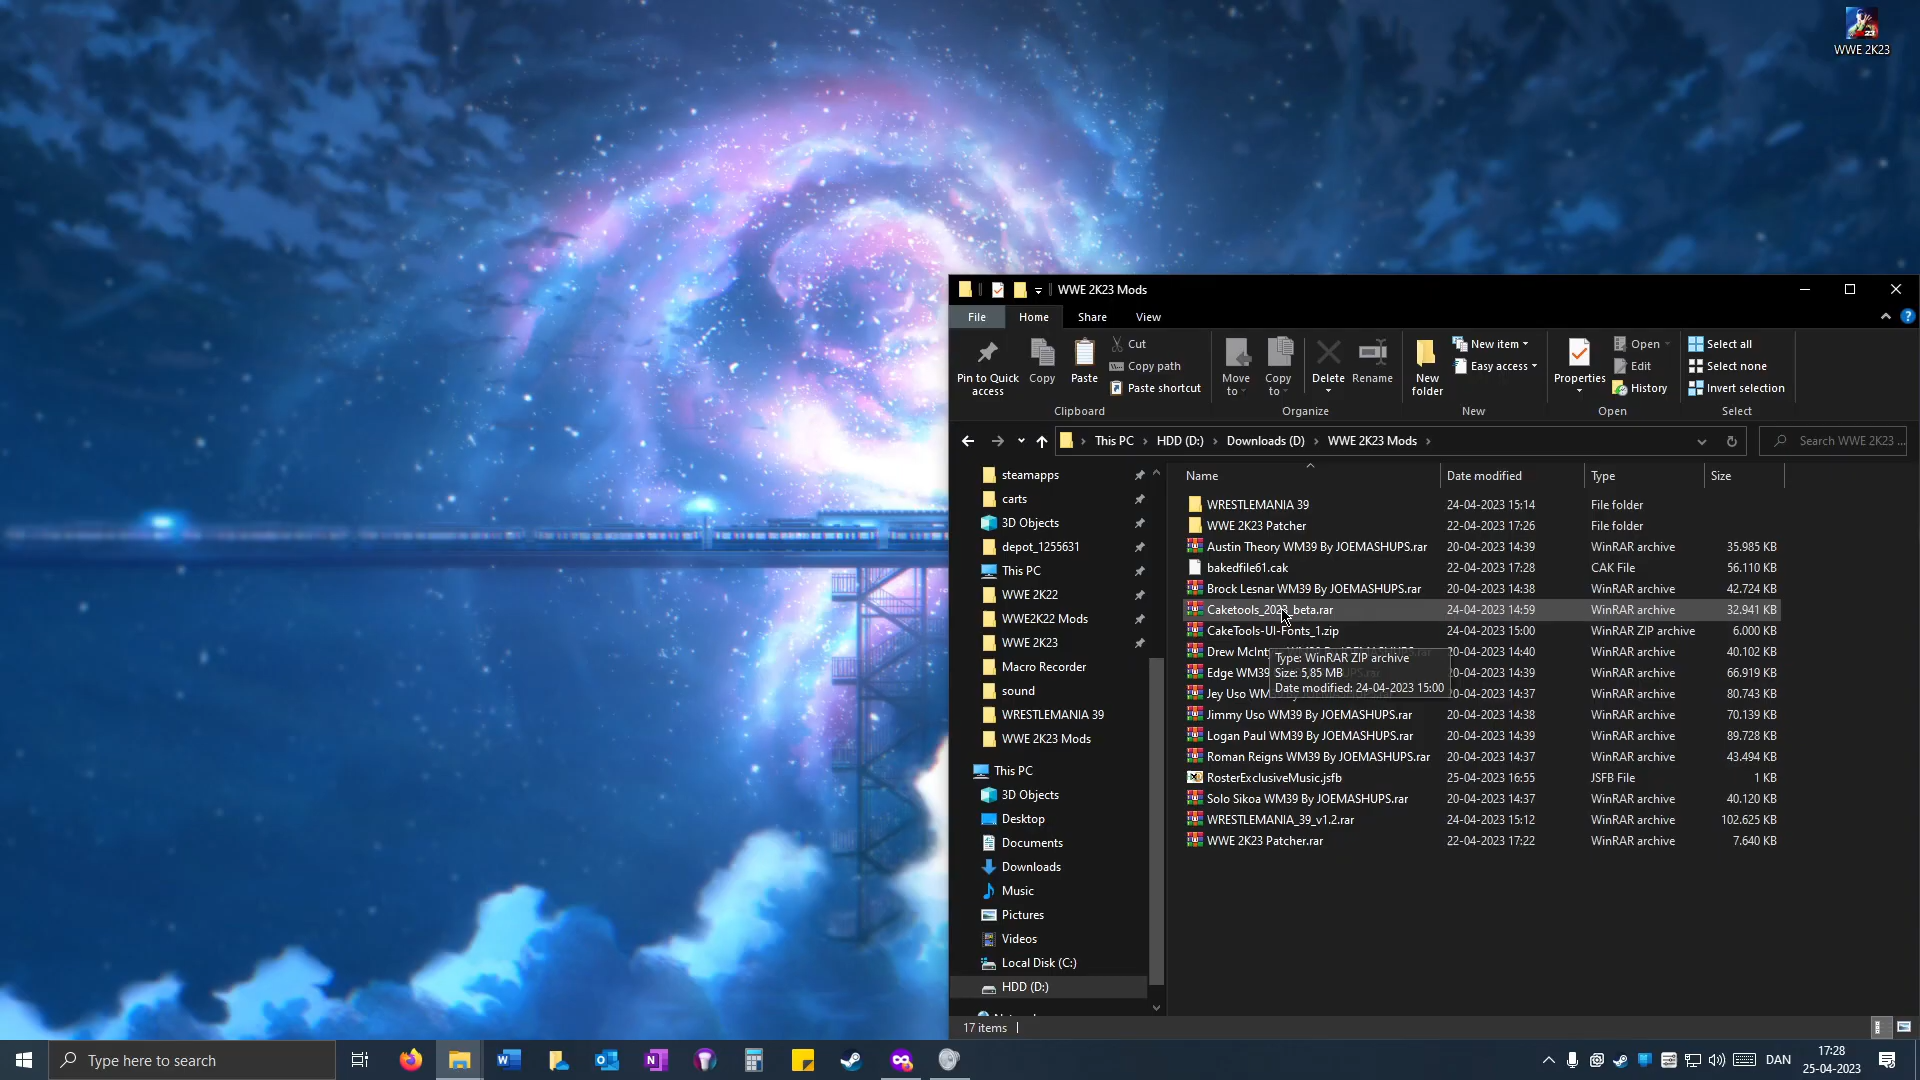 WWE 2K23
WWE 2K23 Mods
File
Home
Share
View
Pin to Quick
access
Copy
Paste
Cut
Copy path
Paste shortcut
Clipboard
Move
to
Copy
to
Delete
Rename
Organize
New
folder
New item
Easy access
New
Properties
Open
Edit
History
Open
Select all
Select none
Invert selection
Select
This PC
HDD (D:)
Downloads (D)
WWE 2K23 Mods
Search WWE 2K23 ...
steamapps
carts
3D Objects
depot_1255631
This PC
WWE 2K22
WWE2K22 Mods
WWE 2K23
Macro Recorder
sound
WRESTLEMANIA 39
WWE 2K23 Mods
This PC
3D Objects
Desktop
Documents
Downloads
Music
Pictures
Videos
Local Disk (C:)
HDD (D:)
Name Date modified Type Size
WRESTLEMANIA 39 24-04-2023 15:14 File folder
WWE 2K23 Patcher 22-04-2023 17:26 File folder
Austin Theory WM39 By JOEMASHUPS.rar 20-04-2023 14:39 WinRAR archive 35.985 KB
bakedfile61.cak 22-04-2023 17:28 CAK File 56.110 KB
Brock Lesnar WM39 By JOEMASHUPS.rar 20-04-2023 14:38 WinRAR archive 42.724 KB
Caketools_2023_beta.rar 24-04-2023 14:59 WinRAR archive 32.941 KB
CakeTools-UI-Fonts_1.zip 24-04-2023 15:00 WinRAR ZIP archive 6.000 KB
Drew McInt 20-04-2023 14:40 WinRAR archive 40.102 KB
Type: WinRAR ZIP archive
Edge WM39 20-04-2023 14:39 WinRAR archive 66.919 KB
Size: 5,85 MB
Date modified: 24-04-2023 15:00
Jey Uso WM 20-04-2023 14:37 WinRAR archive 80.743 KB
Jimmy Uso WM39 By JOEMASHUPS.rar 20-04-2023 14:38 WinRAR archive 70.139 KB
Logan Paul WM39 By JOEMASHUPS.rar 20-04-2023 14:39 WinRAR archive 89.728 KB
Roman Reigns WM39 By JOEMASHUPS.rar 20-04-2023 14:37 WinRAR archive 43.494 KB
RosterExclusiveMusic.jsfb 25-04-2023 16:55 JSFB File 1 KB
Solo Sikoa WM39 By JOEMASHUPS.rar 20-04-2023 14:37 WinRAR archive 40.120 KB
WRESTLEMANIA_39_v1.2.rar 24-04-2023 15:12 WinRAR archive 102.625 KB
WWE 2K23 Patcher.rar 22-04-2023 17:22 WinRAR archive 7.640 KB
17 items
Type here to search
DAN
17:28
25-04-2023